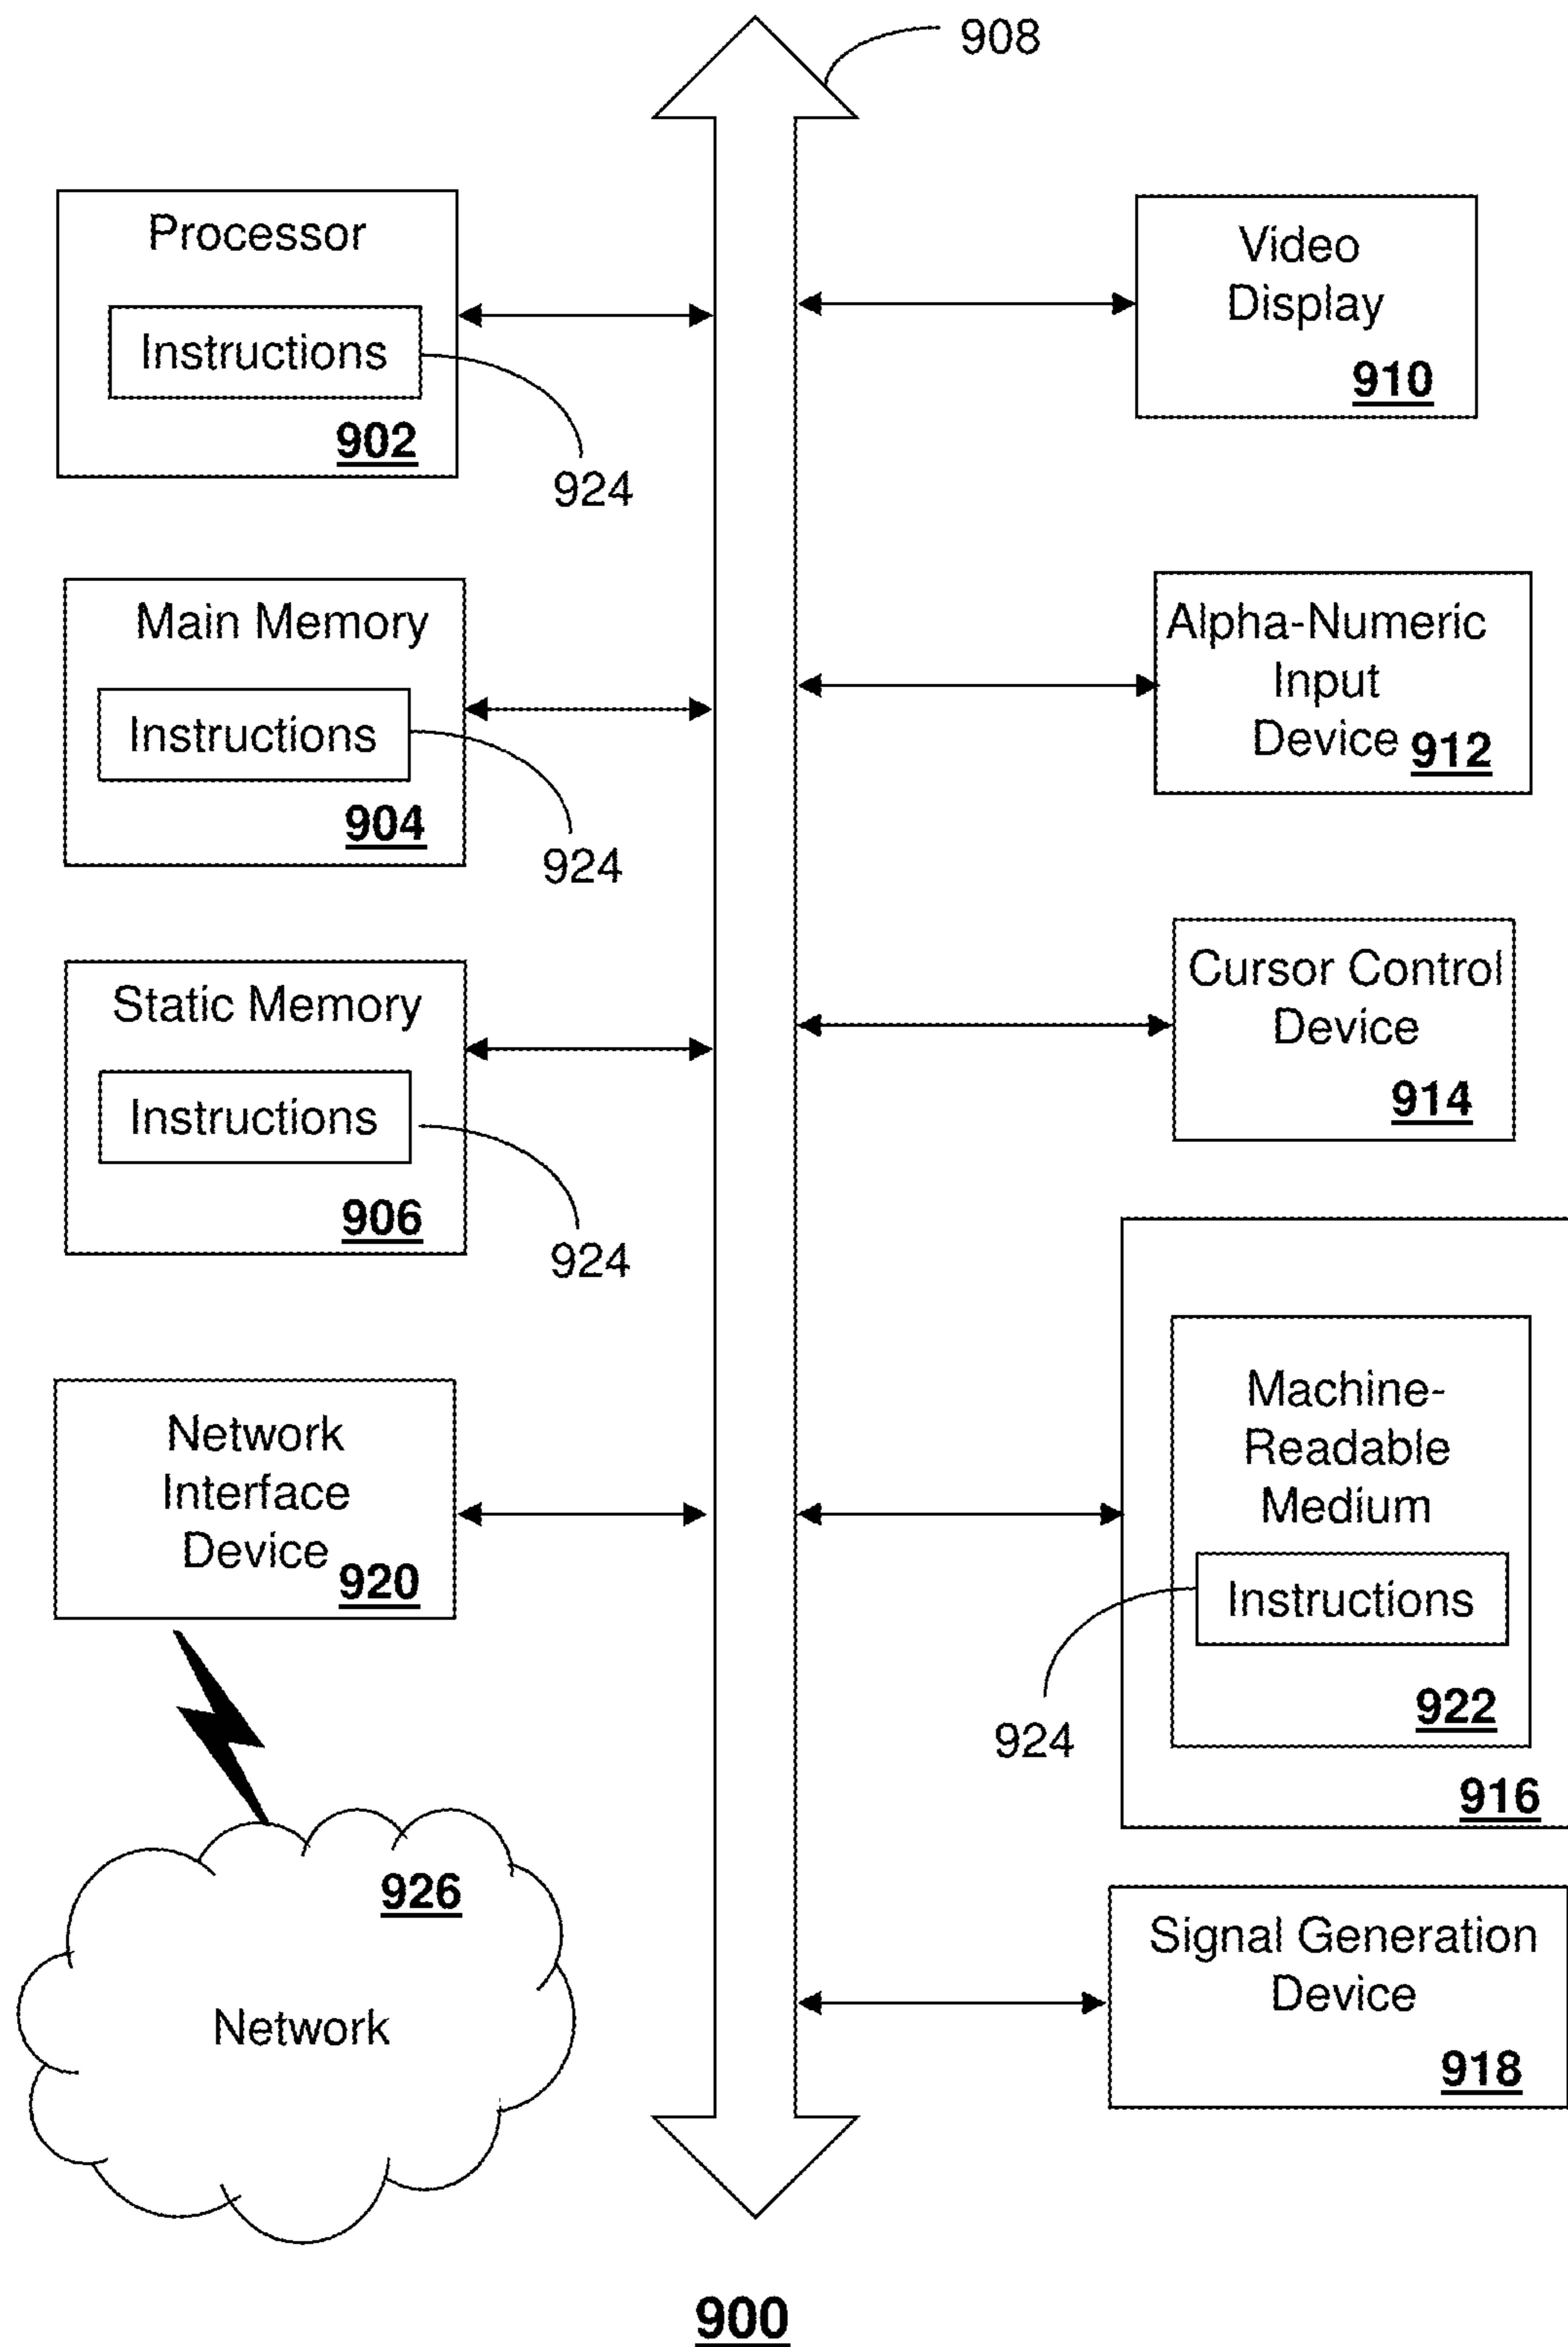 908
Processor
Instructions
902
924
Main Memory
Instructions
904
924
Static Memory
Instructions
906
924
Network
Interface
Device
920
926
Network
Video
Display
910
Alpha-Numeric
Input
Device
912
Cursor Control
Device
914
Machine-
Readable
Medium
Instructions
924
922
916
Signal Generation
Device
918
900